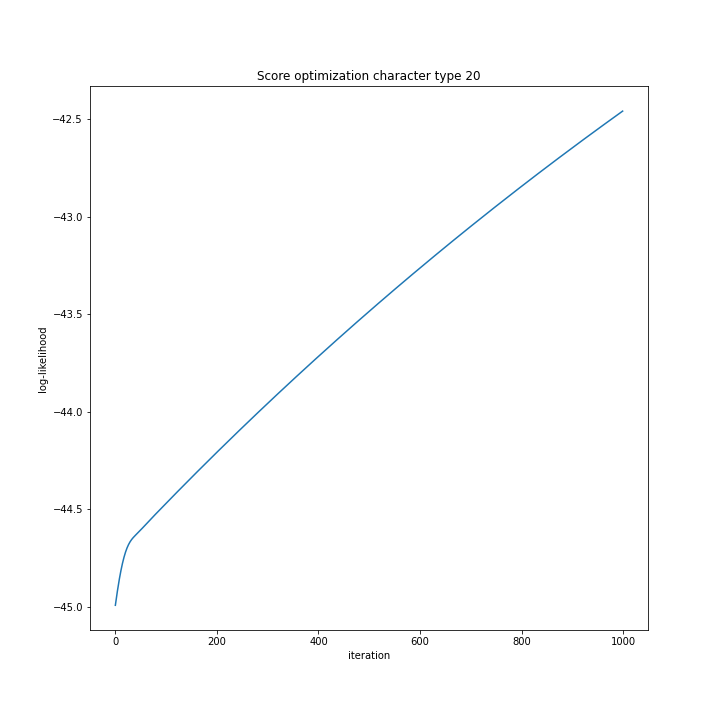 Score optimization character type 20
log-likelihood
−42.5
−43.0
−43.5
−44.0
−44.5
−45.0
0 200 400 600 800 1000
iteration